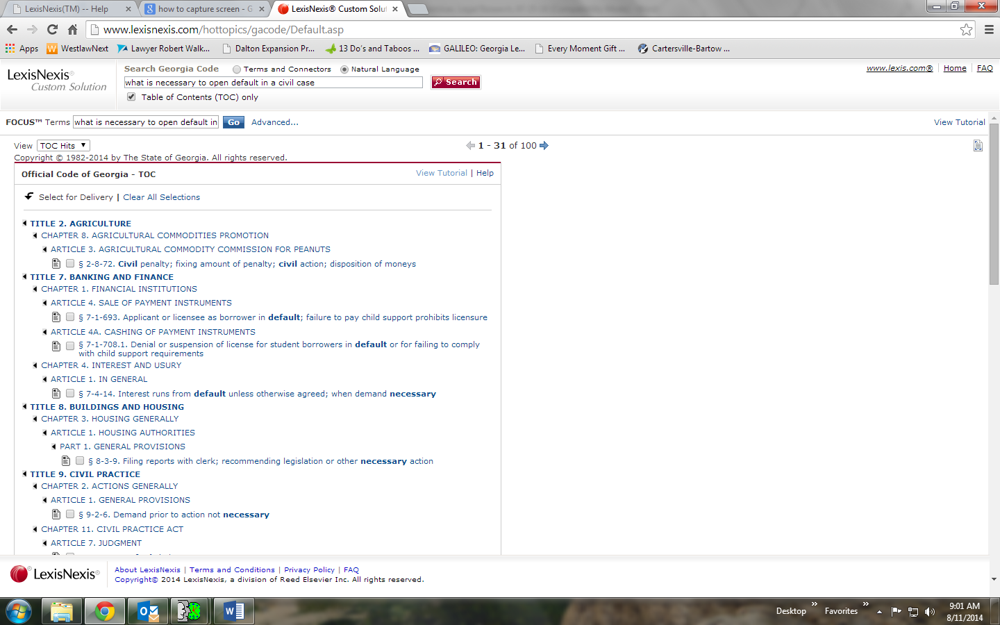 LexisNexis(TM) -- Help
how to capture screen - G
LexisNexis® Custom Solut
www.lexisnexis.com/hottopics/gacode/Default.asp
Apps WestlawNext Lawyer Robert Walk... Dalton Expansion Pr... 13 Do's and Taboos ... GALILEO: Georgia Le... Every Moment Gift ... Cartersville-Bartow ...
LexisNexis®
Custom Solution
Search Georgia Code Terms and Connectors Natural Language
what is necessary to open default in a civil case
Search
Table of Contents (TOC) only
www.lexis.com® | Home | FAQ
FOCUS™ Terms what is necessary to open default in Go Advanced... View Tutorial
View TOC Hits 1 - 31 of 100
Copyright © 1982-2014 by The State of Georgia. All rights reserved.
Official Code of Georgia - TOC View Tutorial | Help
Select for Delivery | Clear All Selections
TITLE 2. AGRICULTURE
CHAPTER 8. AGRICULTURAL COMMODITIES PROMOTION
ARTICLE 3. AGRICULTURAL COMMODITY COMMISSION FOR PEANUTS
§ 2-8-72. Civil penalty; fixing amount of penalty; civil action; disposition of moneys
TITLE 7. BANKING AND FINANCE
CHAPTER 1. FINANCIAL INSTITUTIONS
ARTICLE 4. SALE OF PAYMENT INSTRUMENTS
§ 7-1-693. Applicant or licensee as borrower in default; failure to pay child support prohibits licensure
ARTICLE 4A. CASHING OF PAYMENT INSTRUMENTS
§ 7-1-708.1. Denial or suspension of license for student borrowers in default or for failing to comply
with child support requirements
CHAPTER 4. INTEREST AND USURY
ARTICLE 1. IN GENERAL
§ 7-4-14. Interest runs from default unless otherwise agreed; when demand necessary
TITLE 8. BUILDINGS AND HOUSING
CHAPTER 3. HOUSING GENERALLY
ARTICLE 1. HOUSING AUTHORITIES
PART 1. GENERAL PROVISIONS
§ 8-3-9. Filing reports with clerk; recommending legislation or other necessary action
TITLE 9. CIVIL PRACTICE
CHAPTER 2. ACTIONS GENERALLY
ARTICLE 1. GENERAL PROVISIONS
§ 9-2-6. Demand prior to action not necessary
CHAPTER 11. CIVIL PRACTICE ACT
ARTICLE 7. JUDGMENT
LexisNexis®
About LexisNexis | Terms and Conditions | Privacy Policy | FAQ
Copyright© 2014 LexisNexis, a division of Reed Elsevier Inc. All rights reserved.
Desktop » Favorites »
9:01 AM
8/11/2014